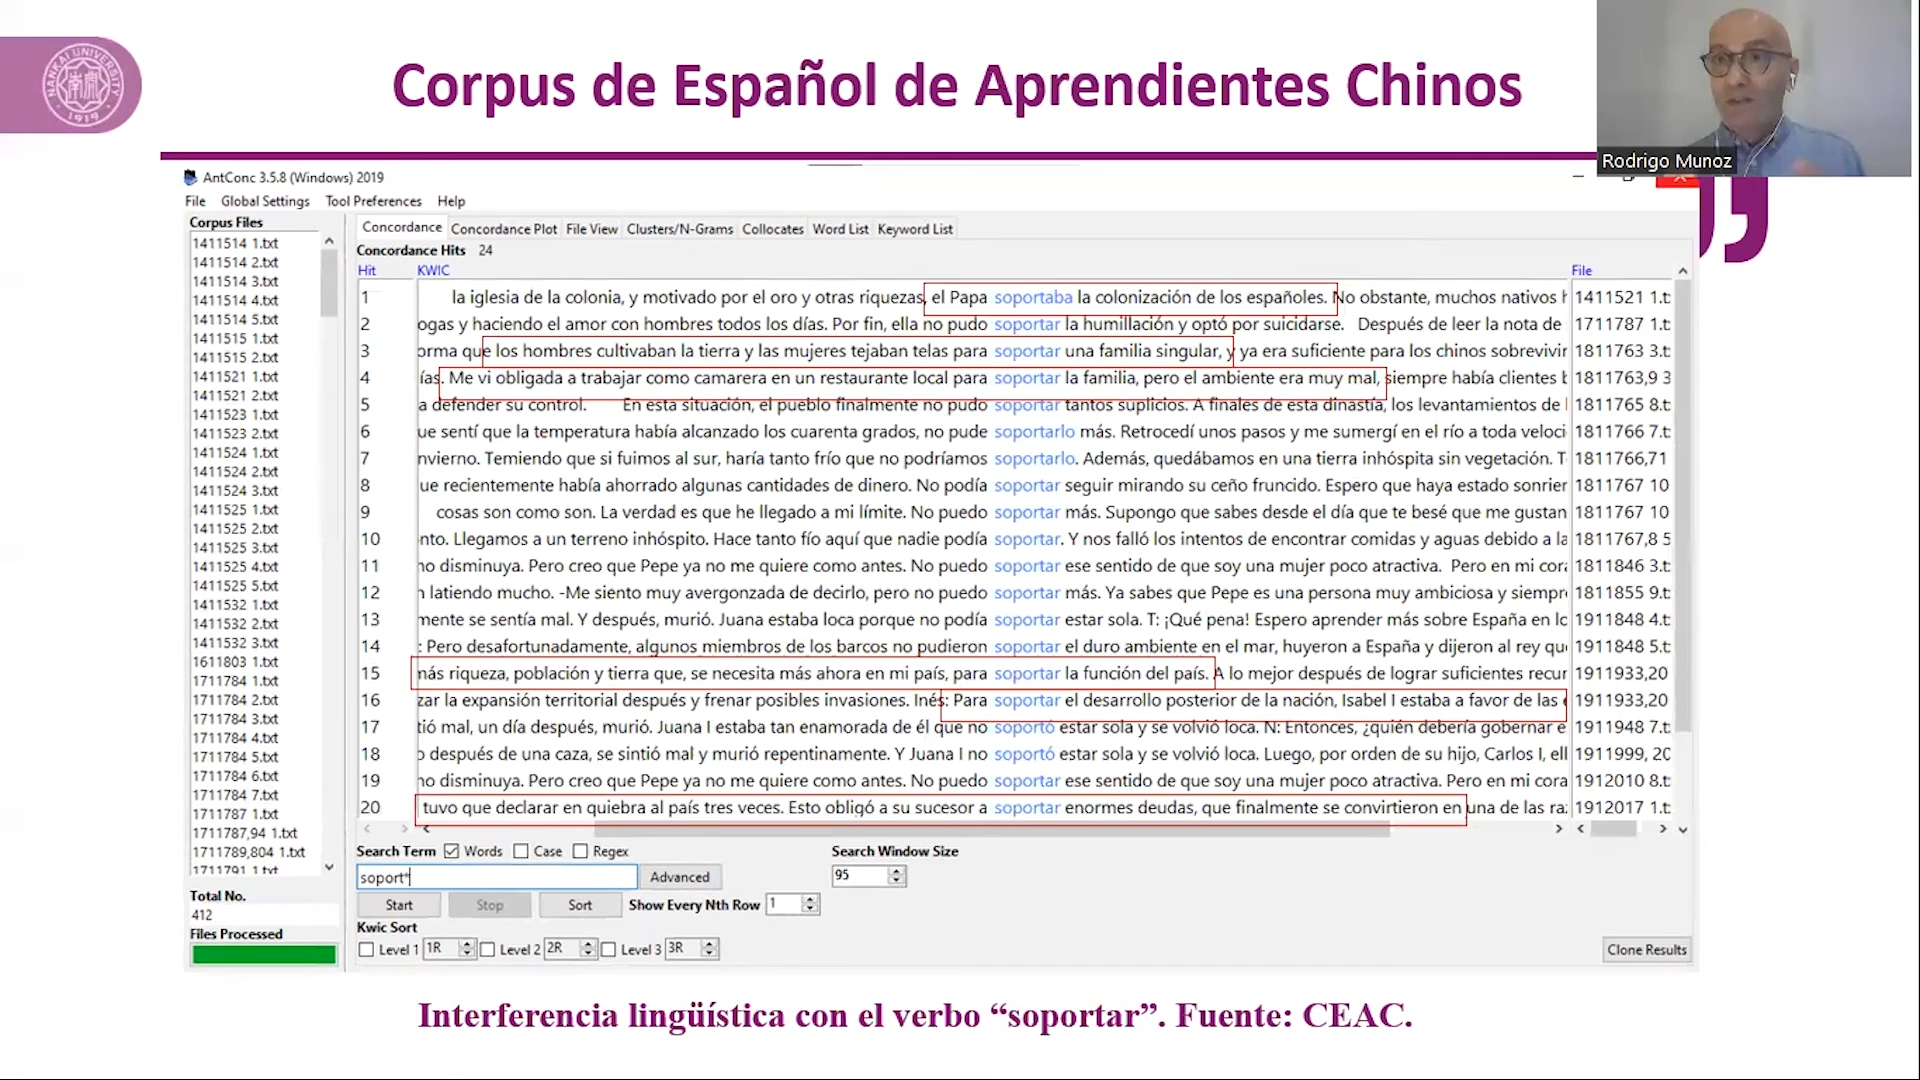 NANKAI UNIVERSITY
1919
Corpus de Español de Aprendientes Chinos
Rodrigo Munoz
AntConc 3.5.8 (Windows) 2019
File Global Settings Tool Preferences Help
Corpus Files
1411514 1.txt
1411514 2.txt
1411514 3.txt
1411514 4.txt
1411514 5.txt
1411515 1.txt
1411515 2.txt
1411521 1.txt
1411521 2.txt
1411523 1.txt
1411523 2.txt
1411524 1.txt
1411524 2.txt
1411524 3.txt
1411525 1.txt
1411525 2.txt
1411525 3.txt
1411525 4.txt
1411525 5.txt
1411532 1.txt
1411532 2.txt
1411532 3.txt
1611803 1.txt
1711784 1.txt
1711784 2.txt
1711784 3.txt
1711784 4.txt
1711784 5.txt
1711784 6.txt
1711784 7.txt
1711787 1.txt
1711787,94 1.txt
1711789,804 1.txt
1711791 1.txt
Total No.
412
Files Processed
Concordance Concordance Plot File View Clusters/N-Grams Collocates Word List Keyword List
Concordance Hits 24
Hit KWIC File
1 la iglesia de la colonia, y motivado por el oro y otras riquezas, el Papa soportaba la colonización de los españoles. No obstante, muchos nativos h 1411521 1.t
2 ogas y haciendo el amor con hombres todos los días. Por fin, ella no pudo soportar la humillación y optó por suicidarse. Después de leer la nota de 1711787 1.t
3 orma que los hombres cultivaban la tierra y las mujeres tejaban telas para soportar una familia singular, y ya era suficiente para los chinos sobrevivir 1811763 3.t
4 ías. Me vi obligada a trabajar como camarera en un restaurante local para soportar la familia, pero el ambiente era muy mal, siempre había clientes b 1811763,9 3
5 a defender su control. En esta situación, el pueblo finalmente no pudo soportar tantos suplicios. A finales de esta dinastía, los levantamientos de 1811765 8.t
6 ue sentí que la temperatura había alcanzado los cuarenta grados, no pude soportarlo más. Retrocedí unos pasos y me sumergí en el río a toda veloci 1811766 7.t
7 nvierno. Temiendo que si fuimos al sur, haría tanto frío que no podríamos soportarlo. Además, quedábamos en una tierra inhóspita sin vegetación. T 1811766,71
8 que recientemente había ahorrado algunas cantidades de dinero. No podía soportar seguir mirando su ceño fruncido. Espero que haya estado sonrier 1811767 10
9 cosas son como son. La verdad es que he llegado a mi límite. No puedo soportar más. Supongo que sabes desde el día que te besé que me gustan 1811767 10
10 nto. Llegamos a un terreno inhóspito. Hace tanto fío aquí que nadie podía soportar. Y nos falló los intentos de encontrar comidas y aguas debido a la 1811767,8 5
11 no disminuya. Pero creo que Pepe ya no me quiere como antes. No puedo soportar ese sentido de que soy una mujer poco atractiva. Pero en mi cora 1811846 3.t
12 n latiendo mucho. -Me siento muy avergonzada de decirlo, pero no puedo soportar más. Ya sabes que Pepe es una persona muy ambiciosa y siempr 1811855 9.t
13 mente se sentía mal. Y después, murió. Juana estaba loca porque no podía soportar estar sola. T: ¡Qué pena! Espero aprender más sobre España en lo 1911848 4.t
14 : Pero desafortunadamente, algunos miembros de los barcos no pudieron soportar el duro ambiente en el mar, huyeron a España y dijeron al rey que 1911848 5.t
15 más riqueza, población y tierra que, se necesita más ahora en mi país, para soportar la función del país. A lo mejor después de lograr suficientes recur 1911933,20
16 zar la expansión territorial después y frenar posibles invasiones. Inés: Para soportar el desarrollo posterior de la nación, Isabel I estaba a favor de las e 1911933,20
17 tió mal, un día después, murió. Juana I estaba tan enamorada de él que no soportó estar sola y se volvió loca. N: Entonces, ¿quién debería gobernar e 1911948 7.t
18 o después de una caza, se sintió mal y murió repentinamente. Y Juana I no soportó estar sola y se volvió loca. Luego, por orden de su hijo, Carlos I, ell 1911999, 20
19 no disminuya. Pero creo que Pepe ya no me quiere como antes. No puedo soportar ese sentido de que soy una mujer poco atractiva. Pero en mi cora 1912010 8.t
20 tuvo que declarar en quiebra al país tres veces. Esto obligó a su sucesor a soportar enormes deudas, que finalmente se convirtieron en una de las ra 1912017 1.t
Search Term Words Case Regex Search Window Size
soport* Advanced 95
Start Stop Sort Show Every Nth Row 1
Kwic Sort
Level 1 1R Level 2 2R Level 3 3R Clone Results
Interferencia lingüística con el verbo “soportar”. Fuente: CEAC.